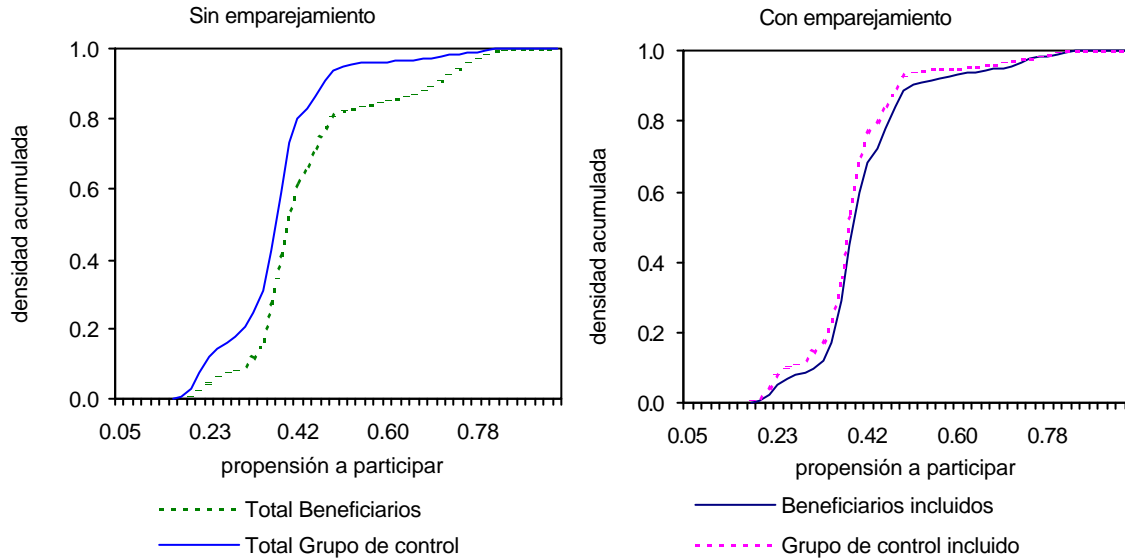 Sin emparejamiento
1.0
0.8
0.6
0.4
0.2
0.0
densidad acumulada
0.05 0.23 0.42 0.60 0.78
propensión a participar
Total Beneficiarios
Total Grupo de control
Con emparejamiento
1.0
0.8
0.6
0.4
0.2
0.0
densidad acumulada
0.05 0.23 0.42 0.60 0.78
propensión a participar
Beneficiarios incluidos
Grupo de control incluido